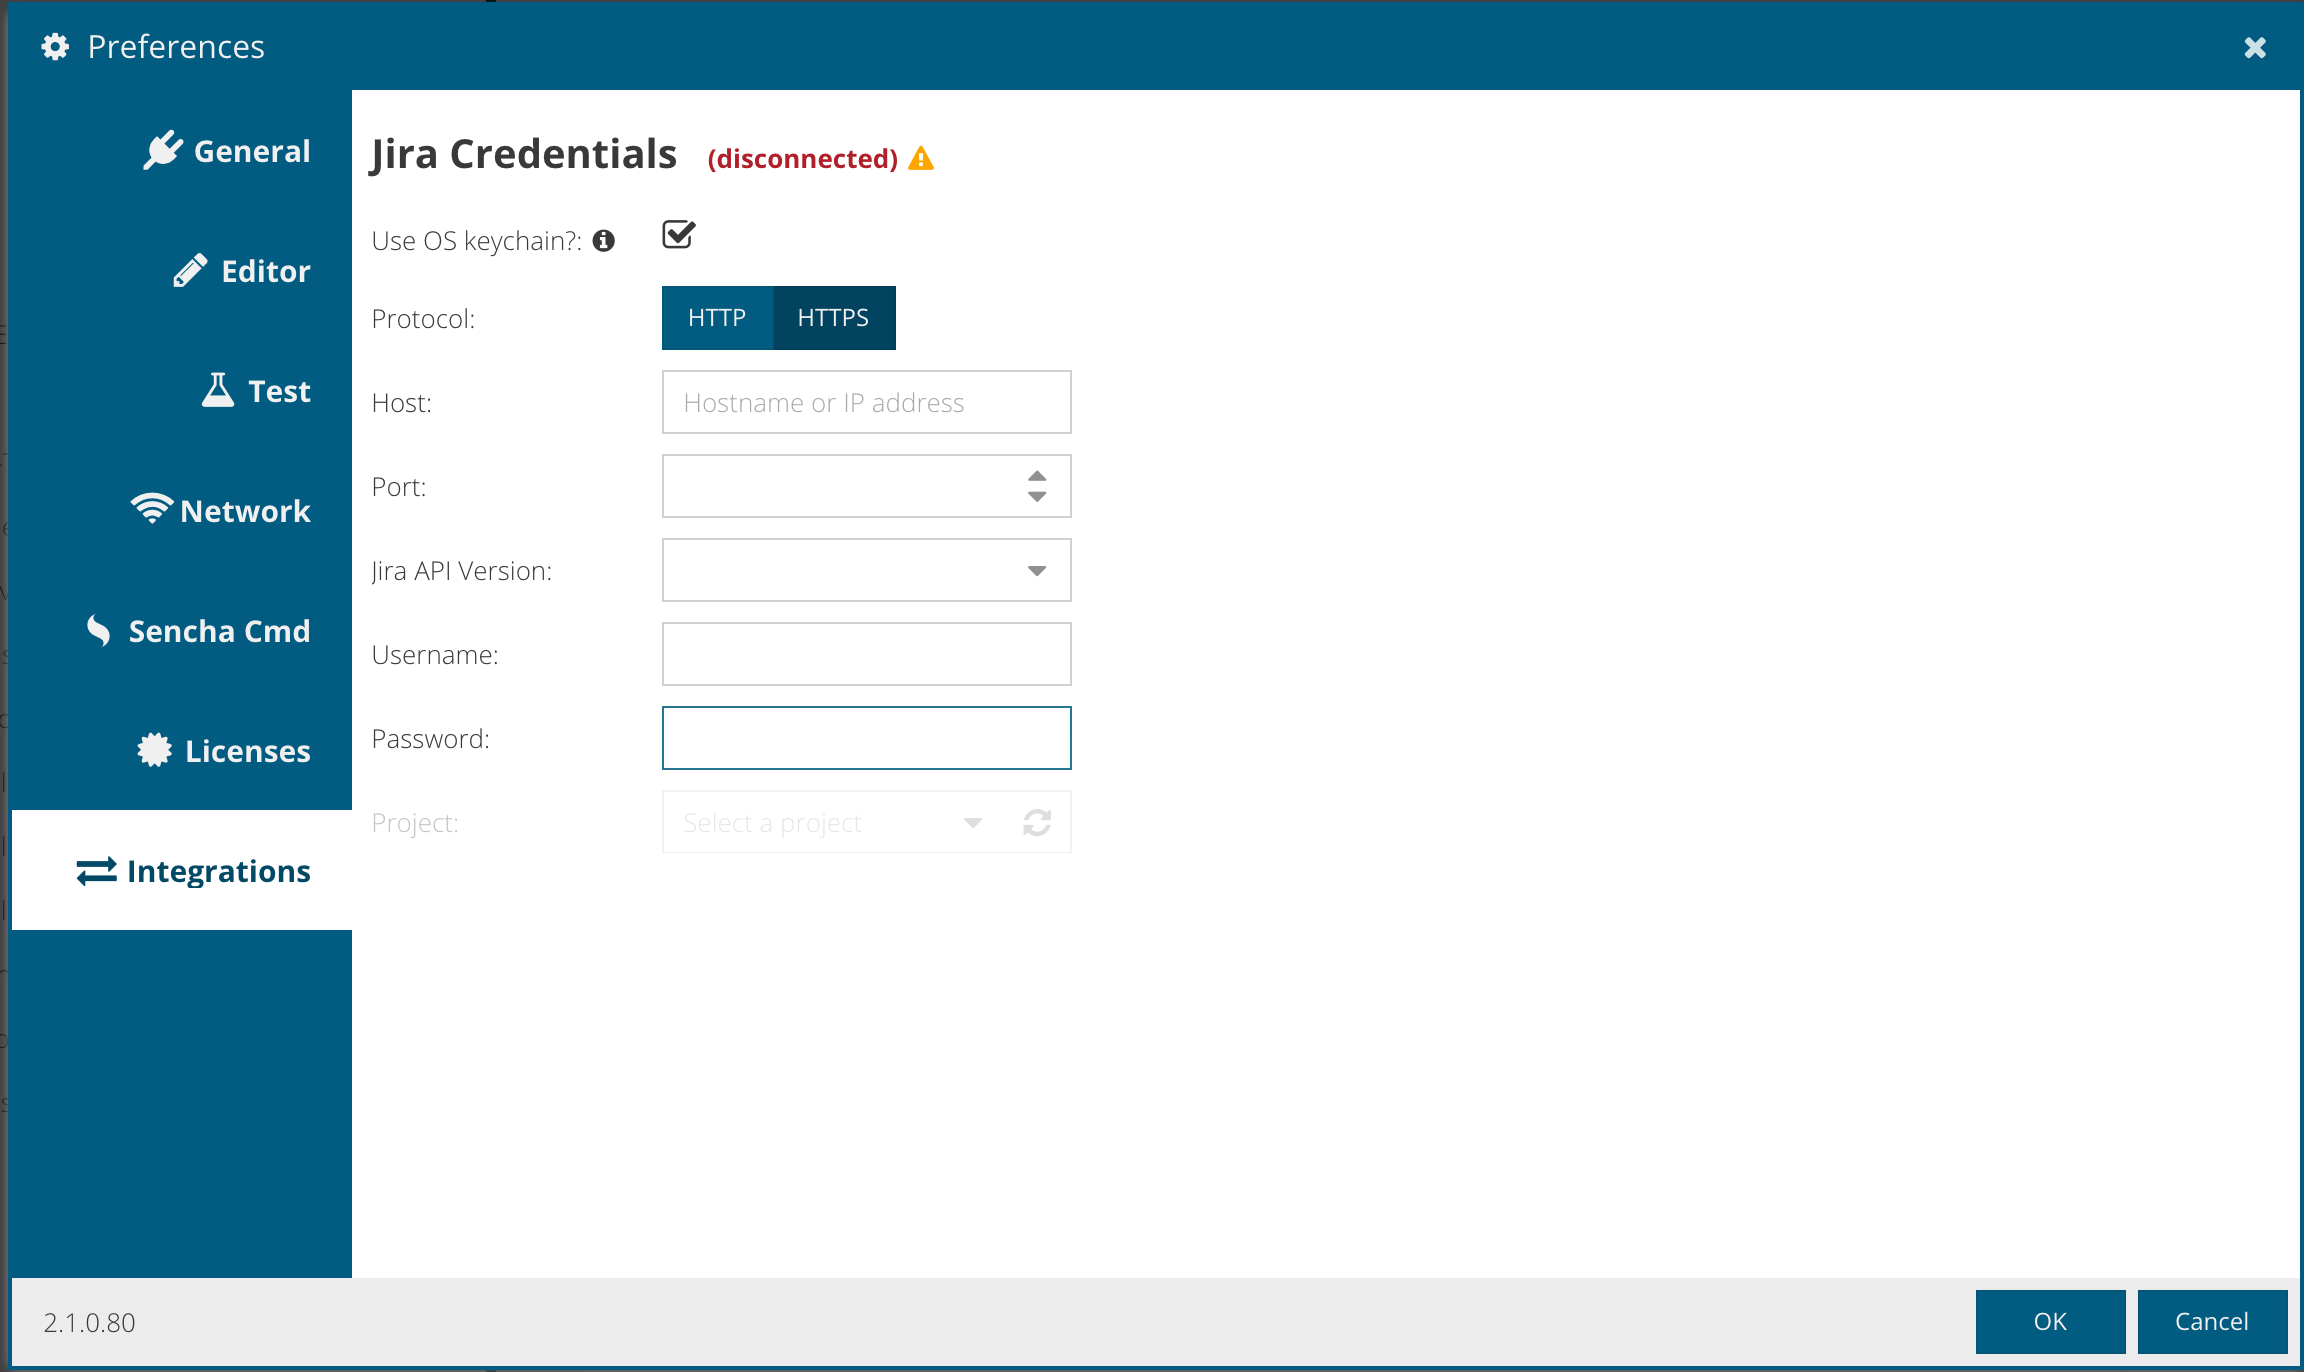 Preferences
General
Editor
Test
Network
Sencha Cmd
Licenses
Integrations
Jira Credentials (disconnected)
Use OS keychain?:
Protocol: HTTP HTTPS
Host: Hostname or IP address
Port:
Jira API Version:
Username:
Password:
Project: Select a project
2.1.0.80
OK Cancel